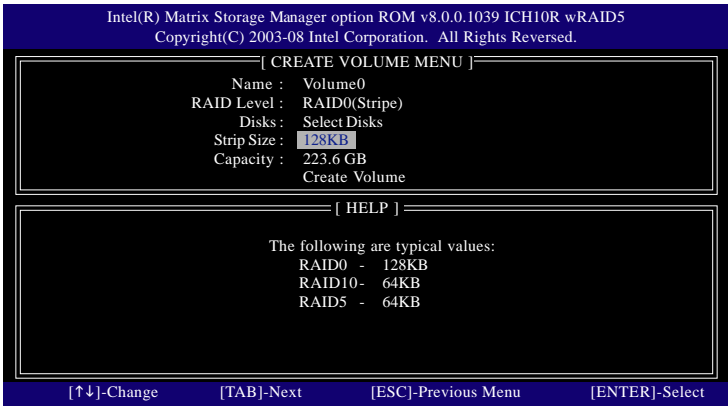 Intel(R) Matrix Storage Manager option ROM v8.0.0.1039 ICH10R wRAID5
Copyright(C) 2003-08 Intel Corporation. All Rights Reversed.
[ CREATE VOLUME MENU ]
Name : Volume0
RAID Level : RAID0(Stripe)
Disks : Select Disks
Strip Size : 128KB
Capacity : 223.6 GB
Create Volume
[ HELP ]
The following are typical values:
RAID0 - 128KB
RAID10- 64KB
RAID5 - 64KB
[↑↓]-Change [TAB]-Next [ESC]-Previous Menu [ENTER]-Select